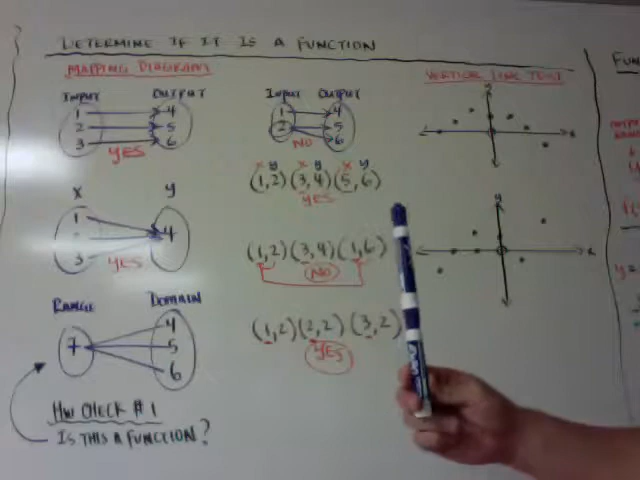 DETERMINE IF IT IS A FUNCTION
MAPPING DIAGRAM
INPUT OUTPUT
1 4
2 5
3 6
YES
X Y
1
3
4
YES
RANGE DOMAIN
7
4
5
6
HW CHECK #1
IS THIS A FUNCTION?
INPUT OUTPUT
1 4
2 5
6
NO
x y x y x y
(1,2) (3,4) (5,6)
YES
(1,2) (3,4) (1,6)
NO
(1,2) (2,2) (3,2)
YES
VERTICAL LINE TEST
y
x
y
x
FUN
y=